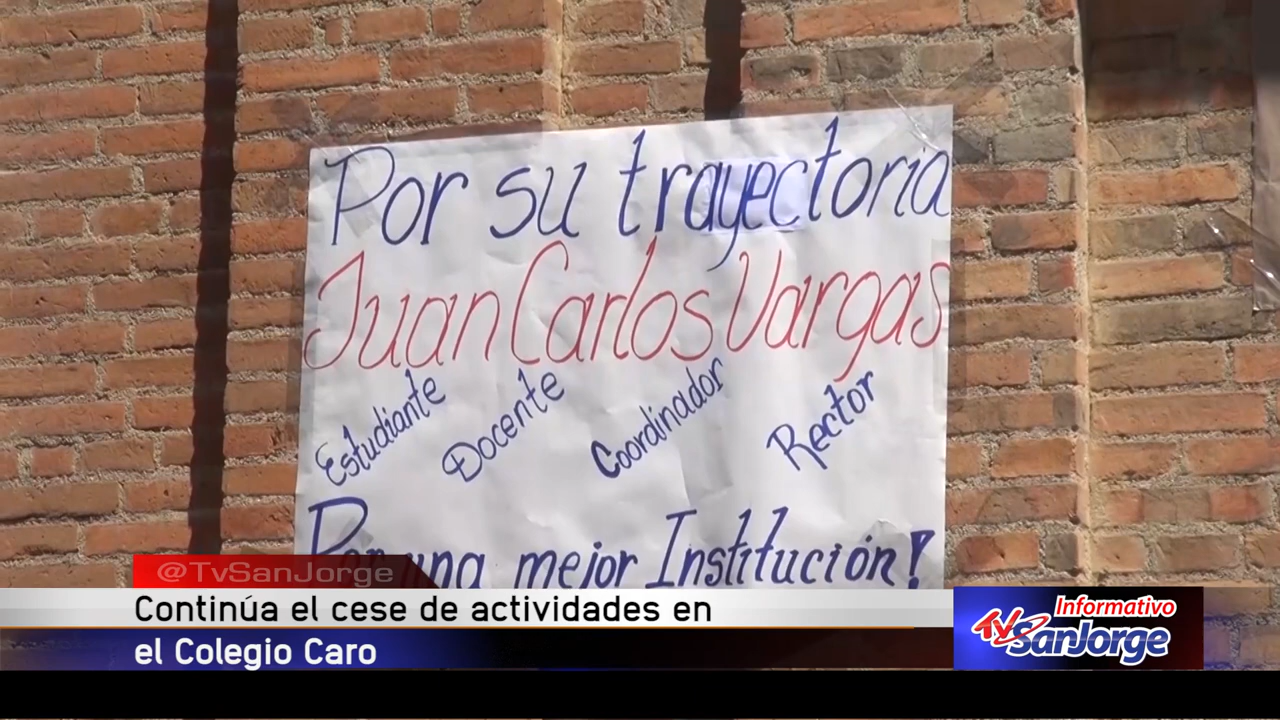 Por su trayectoria
Juan Carlos Vargas
Estudiante Docente Coordinador Rector
Por una mejor Institución!
@TvSanJorge
Continúa el cese de actividades en
el Colegio Caro
Informativo
TV SanJorge